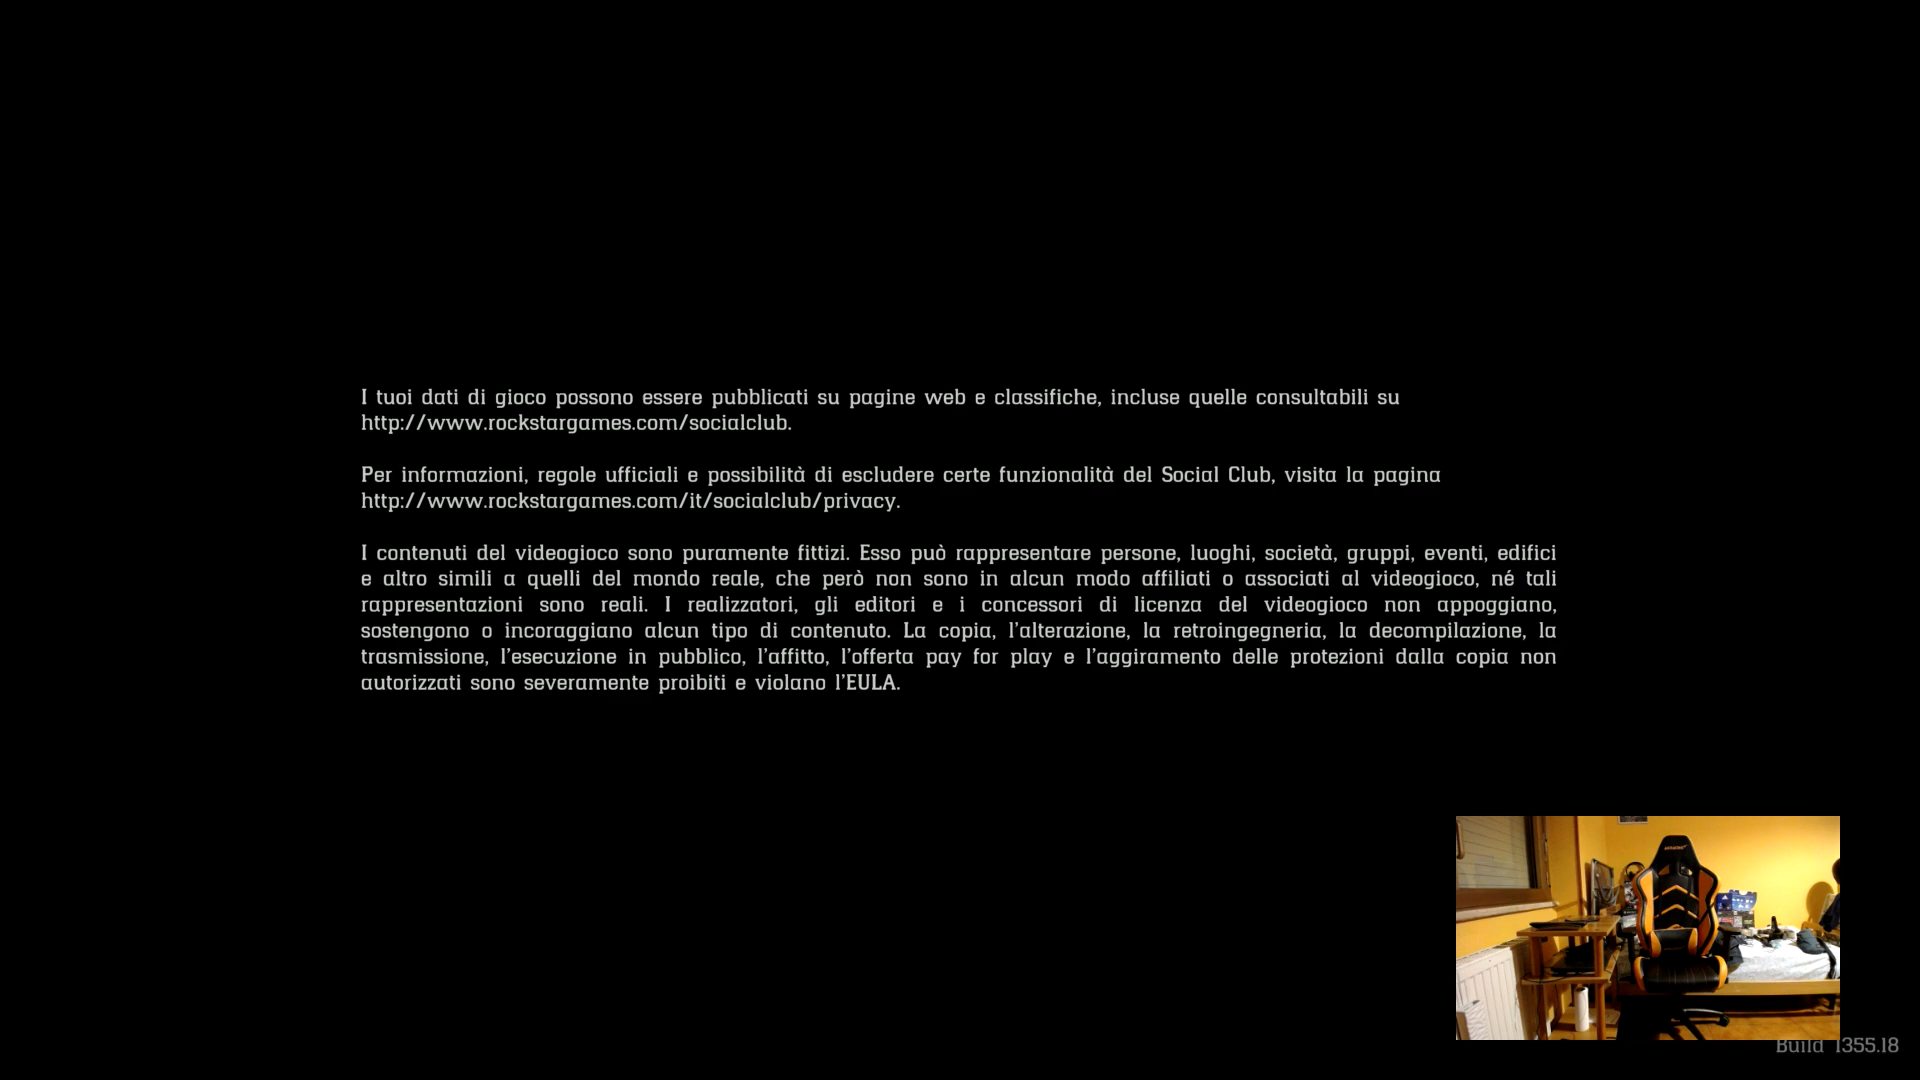 I tuoi dati di gioco possono essere pubblicati su pagine web e classifiche, incluse quelle consultabili su
http://www.rockstargames.com/socialclub.
Per informazioni, regole ufficiali e possibilità di escludere certe funzionalità del Social Club, visita la pagina
http://www.rockstargames.com/it/socialclub/privacy.
I contenuti del videogioco sono puramente fittizi. Esso può rappresentare persone, luoghi, società, gruppi, eventi, edifici
e altro simili a quelli del mondo reale, che però non sono in alcun modo affiliati o associati al videogioco, né tali
rappresentazioni sono reali. I realizzatori, gli editori e i concessori di licenza del videogioco non appoggiano,
sostengono o incoraggiano alcun tipo di contenuto. La copia, l'alterazione, la retroingegneria, la decompilazione, la
trasmissione, l'esecuzione in pubblico, l'affitto, l'offerta pay for play e l'aggiramento delle protezioni dalla copia non
autorizzati sono severamente proibiti e violano l'EULA.
Build 1355.18